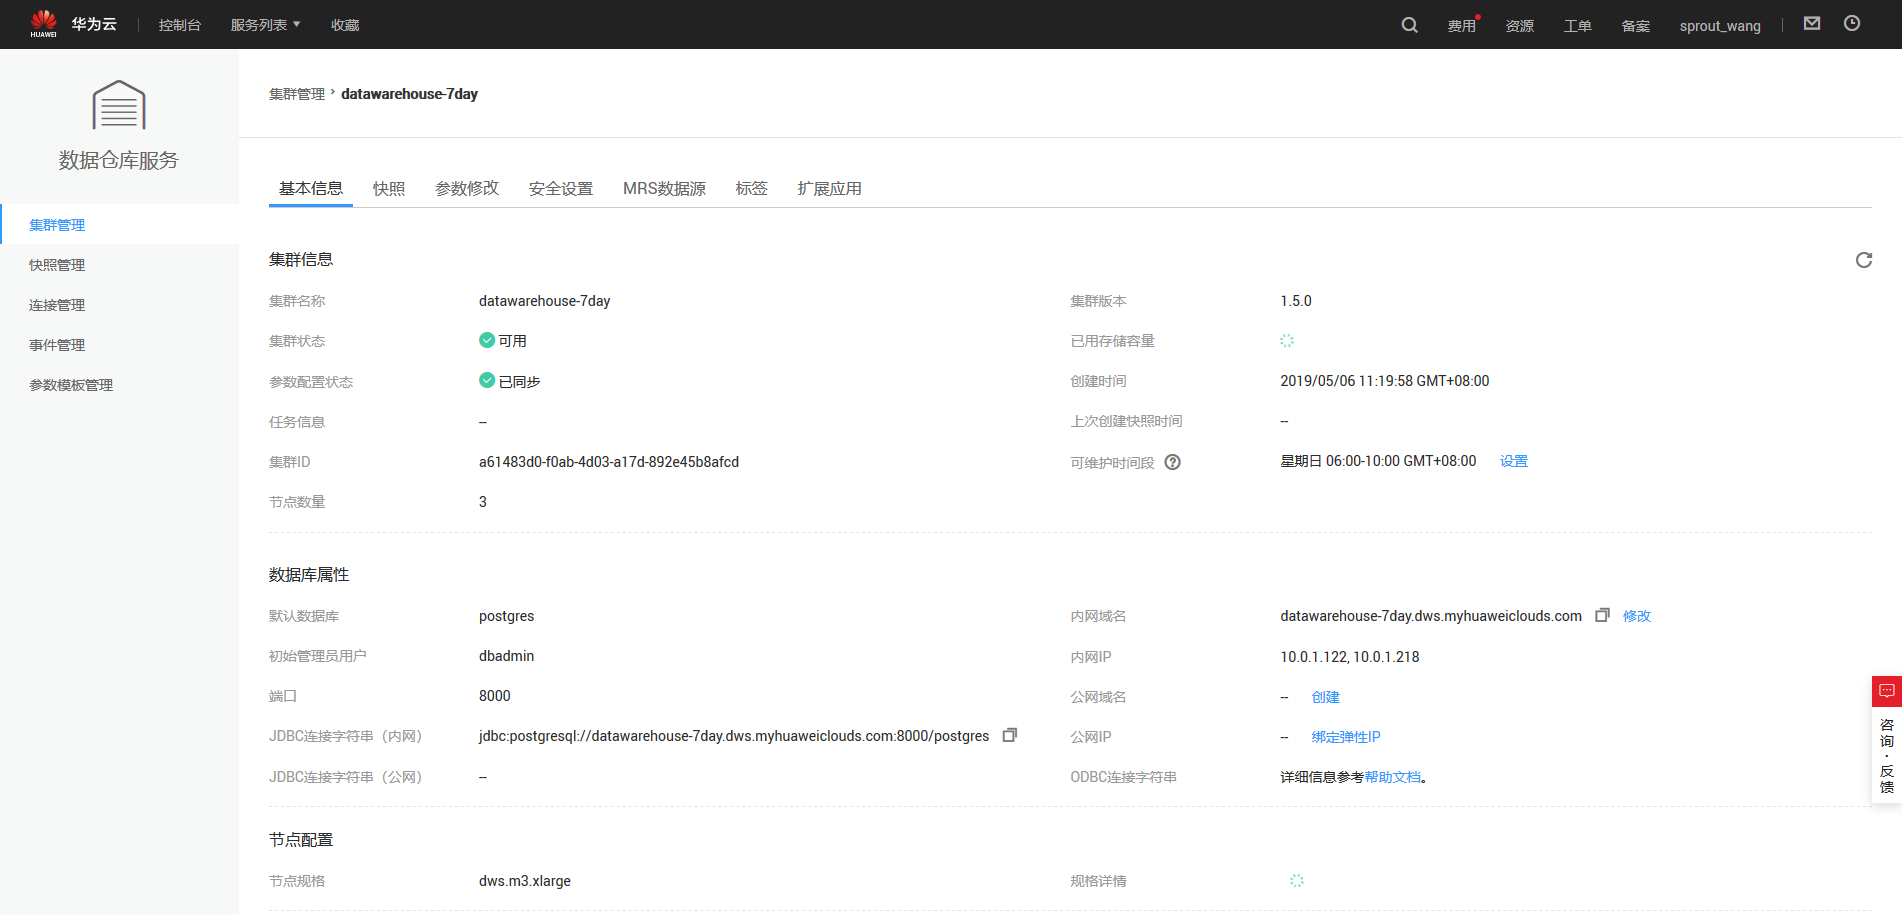 HUAWEI 华为云 控制台 服务列表 收藏 费用 资源 工单 备案 sprout_wang
数据仓库服务
集群管理
快照管理
连接管理
事件管理
参数模板管理
集群管理 › datawarehouse-7day
基本信息 快照 参数修改 安全设置 MRS数据源 标签 扩展应用
集群信息
集群名称 datawarehouse-7day 集群版本 1.5.0
集群状态 可用 已用存储容量
参数配置状态 已同步 创建时间 2019/05/06 11:19:58 GMT+08:00
任务信息 -- 上次创建快照时间 --
集群ID a61483d0-f0ab-4d03-a17d-892e45b8afcd 可维护时间段 ? 星期日 06:00-10:00 GMT+08:00 设置
节点数量 3
数据库属性
默认数据库 postgres 内网域名 datawarehouse-7day.dws.myhuaweiclouds.com 修改
初始管理员用户 dbadmin 内网IP 10.0.1.122, 10.0.1.218
端口 8000 公网域名 -- 创建
JDBC连接字符串（内网） jdbc:postgresql://datawarehouse-7day.dws.myhuaweiclouds.com:8000/postgres 公网IP -- 绑定弹性IP
JDBC连接字符串（公网） -- ODBC连接字符串 详细信息参考帮助文档。
节点配置
节点规格 dws.m3.xlarge 规格详情
咨询·反馈